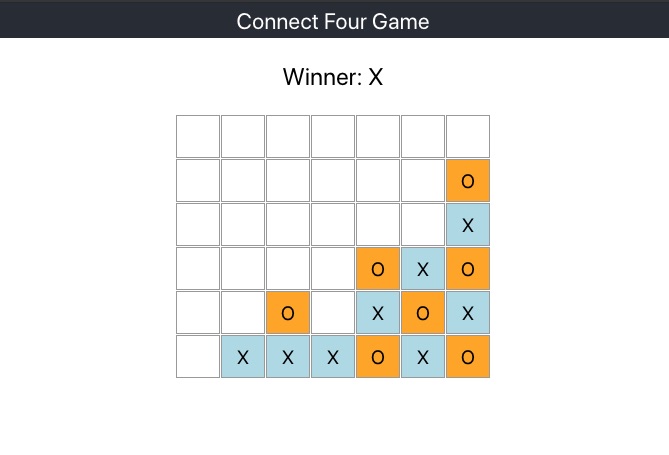 Connect Four Game
Winner: X
O
X
O X O
O X O X
X X X O X O